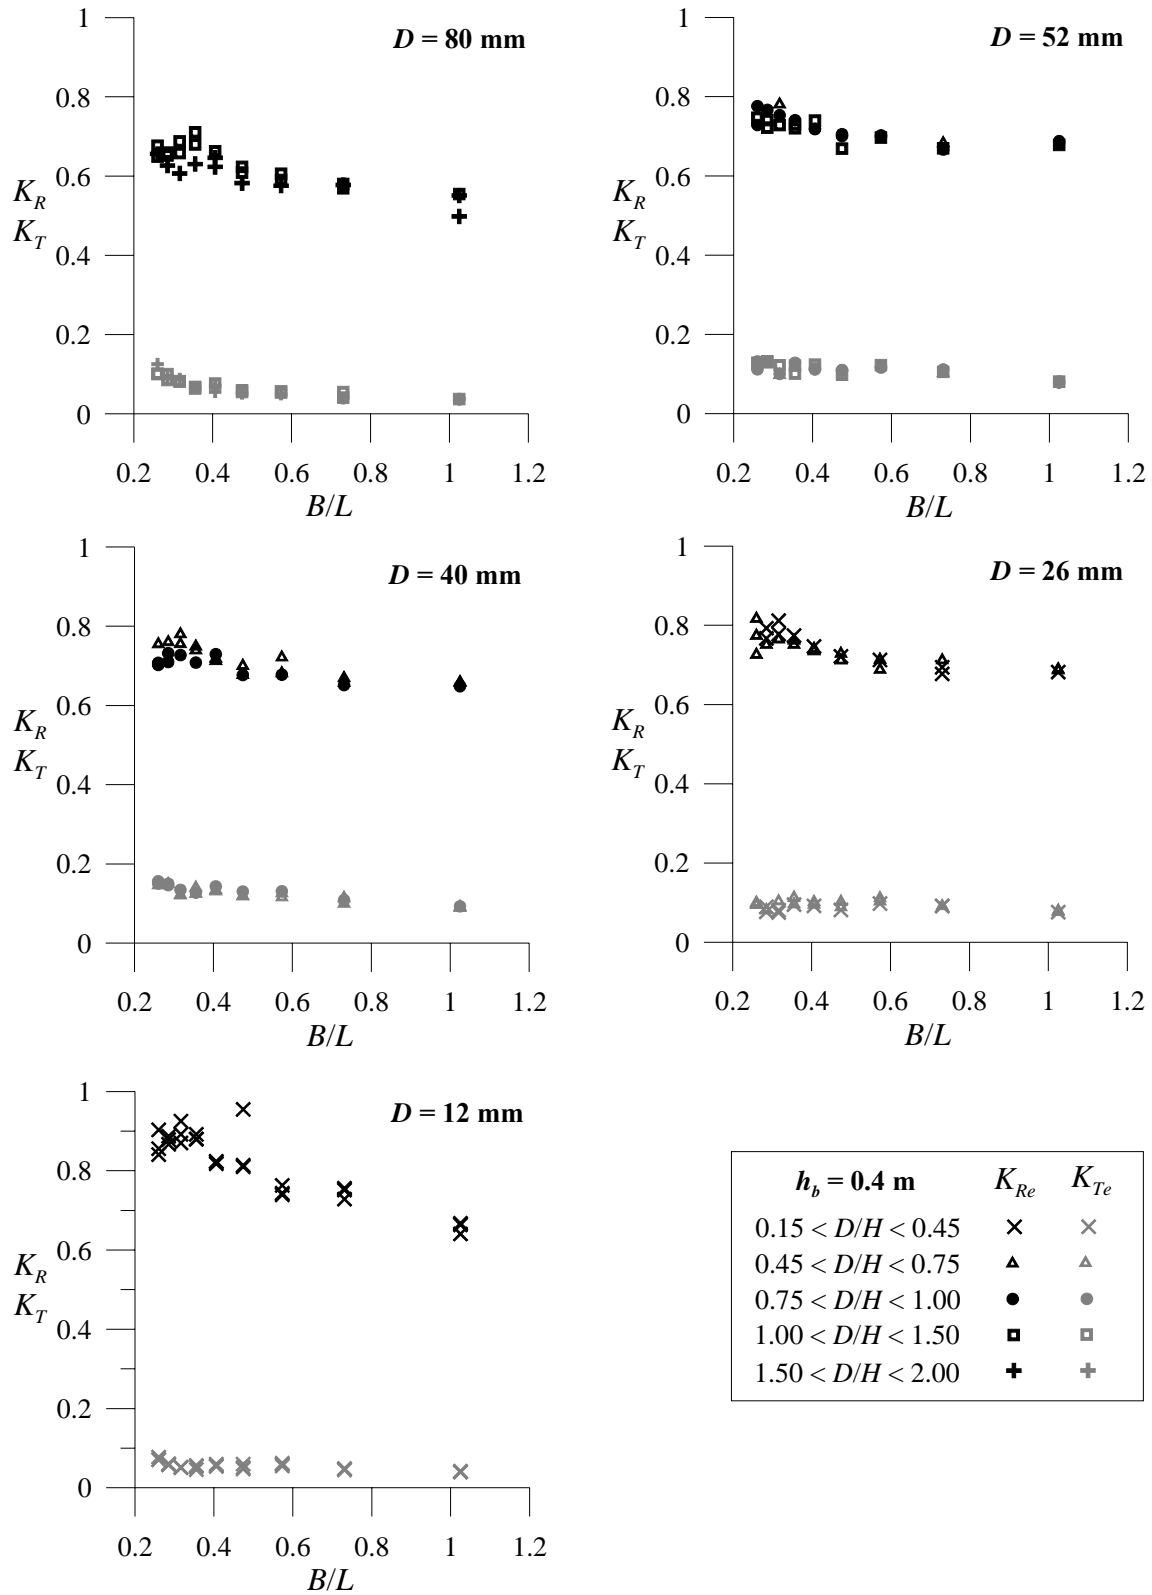 D = 80 mm
1
0.8
0.6
0.4
0.2
0
K_R
K_T
0.2 0.4 0.6 0.8 1 1.2
B/L
D = 52 mm
1
0.8
0.6
0.4
0.2
0
K_R
K_T
0.2 0.4 0.6 0.8 1 1.2
B/L
D = 40 mm
1
0.8
0.6
0.4
0.2
0
K_R
K_T
0.2 0.4 0.6 0.8 1 1.2
B/L
D = 26 mm
1
0.8
0.6
0.4
0.2
0
K_R
K_T
0.2 0.4 0.6 0.8 1 1.2
B/L
D = 12 mm
1
0.8
0.6
0.4
0.2
0
K_R
K_T
0.2 0.4 0.6 0.8 1 1.2
B/L
h_b = 0.4 m K_Re K_Te
0.15 < D/H < 0.45
0.45 < D/H < 0.75
0.75 < D/H < 1.00
1.00 < D/H < 1.50
1.50 < D/H < 2.00